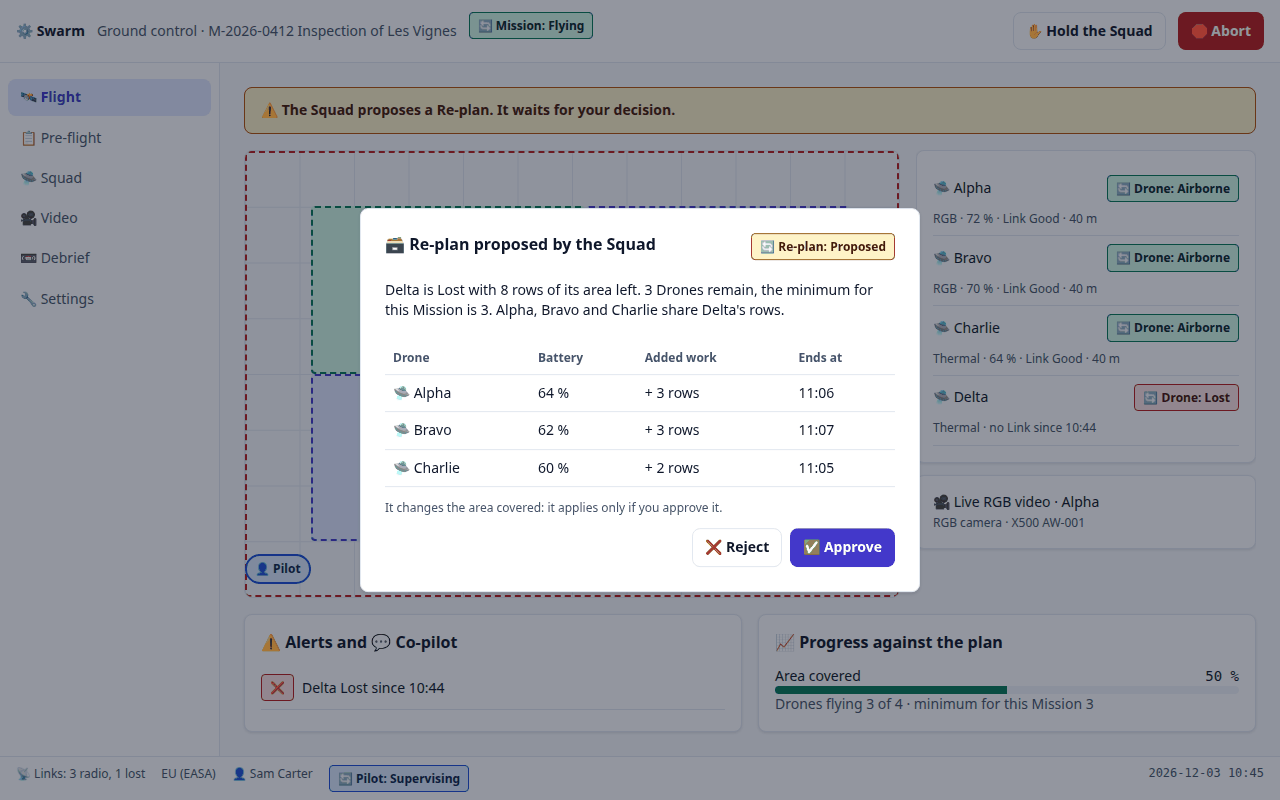 Swarm Ground control · M-2026-0412 Inspection of Les Vignes Mission: Flying Hold the Squad Abort
Flight
Pre-flight
Squad
Video
Debrief
Settings
The Squad proposes a Re-plan. It waits for your decision.
Re-plan proposed by the Squad Re-plan: Proposed
Delta is Lost with 8 rows of its area left. 3 Drones remain, the minimum for
this Mission is 3. Alpha, Bravo and Charlie share Delta's rows.
Drone Battery Added work Ends at
Alpha 64 % + 3 rows 11:06
Bravo 62 % + 3 rows 11:07
Charlie 60 % + 2 rows 11:05
It changes the area covered: it applies only if you approve it.
Reject Approve
Pilot
Alpha Drone: Airborne
RGB · 72 % · Link Good · 40 m
Bravo Drone: Airborne
RGB · 70 % · Link Good · 40 m
Charlie Drone: Airborne
Thermal · 64 % · Link Good · 40 m
Delta Drone: Lost
Thermal · no Link since 10:44
Live RGB video · Alpha
RGB camera · X500 AW-001
Alerts and Co-pilot
Delta Lost since 10:44
Progress against the plan
Area covered 50 %
Drones flying 3 of 4 · minimum for this Mission 3
Links: 3 radio, 1 lost EU (EASA) Sam Carter Pilot: Supervising 2026-12-03 10:45